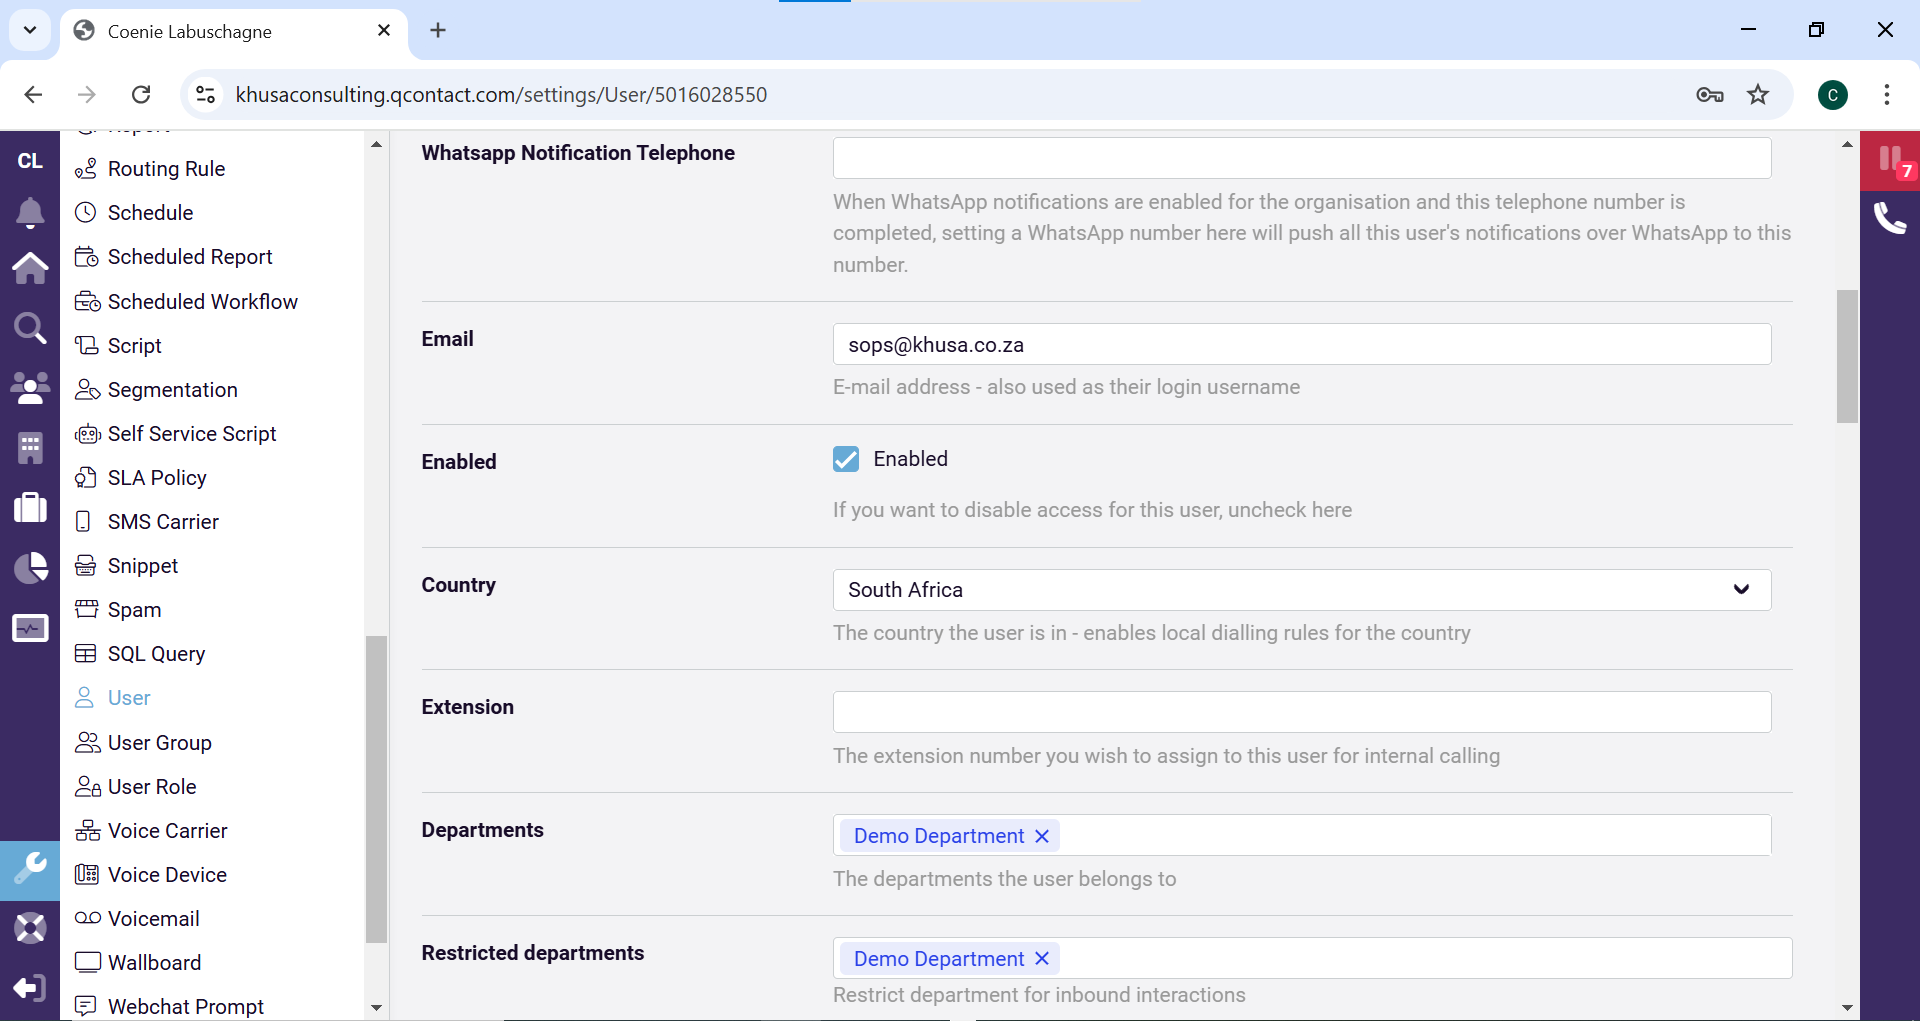 Coenie Labuschagne
khusaconsulting.qcontact.com/settings/User/5016028550
C
CL
Report
Routing Rule
Schedule
Scheduled Report
Scheduled Workflow
Script
Segmentation
Self Service Script
SLA Policy
SMS Carrier
Snippet
Spam
SQL Query
User
User Group
User Role
Voice Carrier
Voice Device
Voicemail
Wallboard
Webchat Prompt
Whatsapp Notification Telephone
When WhatsApp notifications are enabled for the organisation and this telephone number is
completed, setting a WhatsApp number here will push all this user's notifications over WhatsApp to this
number.
Email
sops@khusa.co.za
E-mail address - also used as their login username
Enabled
Enabled
If you want to disable access for this user, uncheck here
Country
South Africa
The country the user is in - enables local dialling rules for the country
Extension
The extension number you wish to assign to this user for internal calling
Departments
Demo Department
The departments the user belongs to
Restricted departments
Demo Department
Restrict department for inbound interactions
7